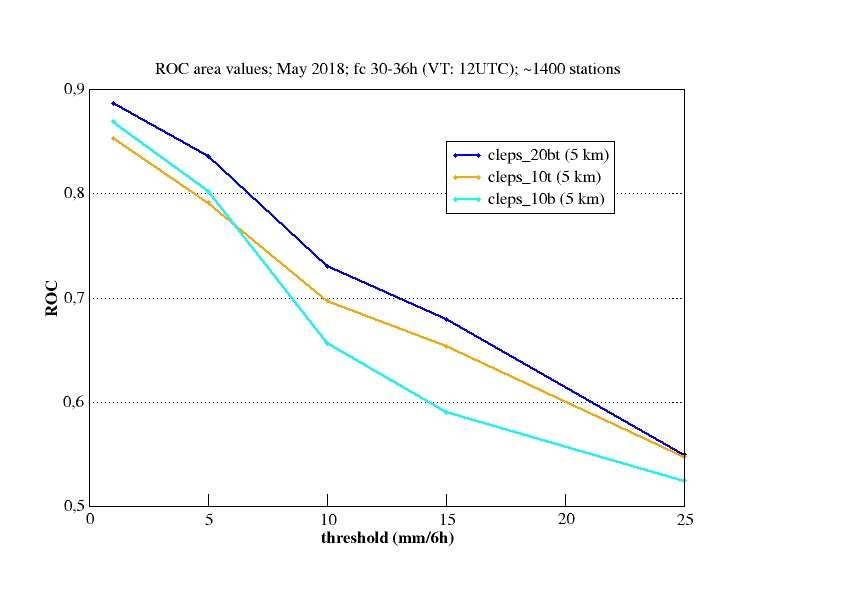 ROC area values; May 2018; fc 30-36h (VT: 12UTC); ~1400 stations
0,9
cleps_20bt (5 km)
cleps_10t (5 km)
cleps_10b (5 km)
0,8
0,7
ROC
0,6
0,5
0 5 10 15 20 25
threshold (mm/6h)